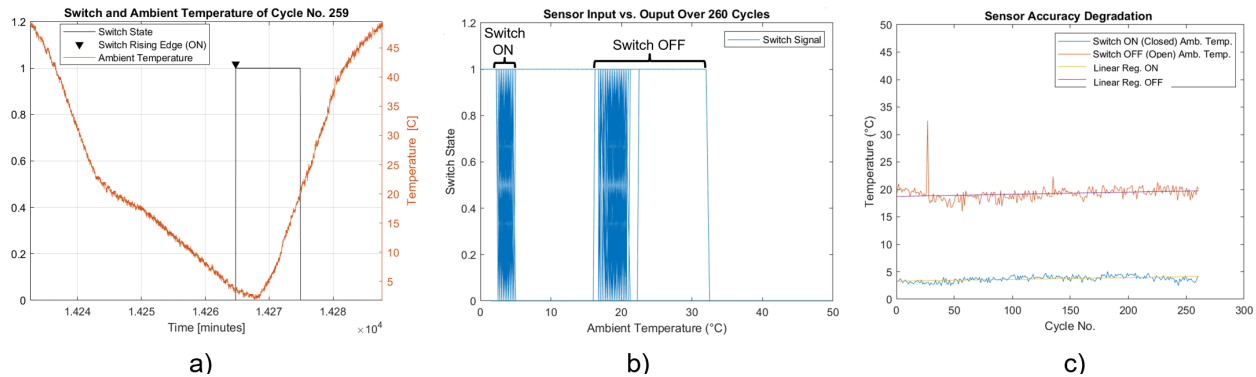 Switch and Ambient Temperature of Cycle No. 259
Switch State
Switch Rising Edge (ON)
Ambient Temperature
1.2
1
0.8
0.6
0.4
0.2
0
1.424
1.425
1.426
1.427
1.428
Time [minutes]
×10⁴
45
40
35
30
25
20
15
10
5
Temperature [C]
a)
Sensor Input vs. Ouput Over 260 Cycles
Switch Signal
Switch
ON
Switch OFF
Switch State
1.2
1
0.8
0.6
0.4
0.2
0
0
10
20
30
40
50
Ambient Temperature (°C)
b)
Sensor Accuracy Degradation
Switch ON (Closed) Amb. Temp.
Switch OFF (Open) Amb. Temp.
Linear Reg. ON
Linear Reg. OFF
Temperature (°C)
50
45
40
35
30
25
20
15
10
5
0
0
50
100
150
200
250
300
Cycle No.
c)